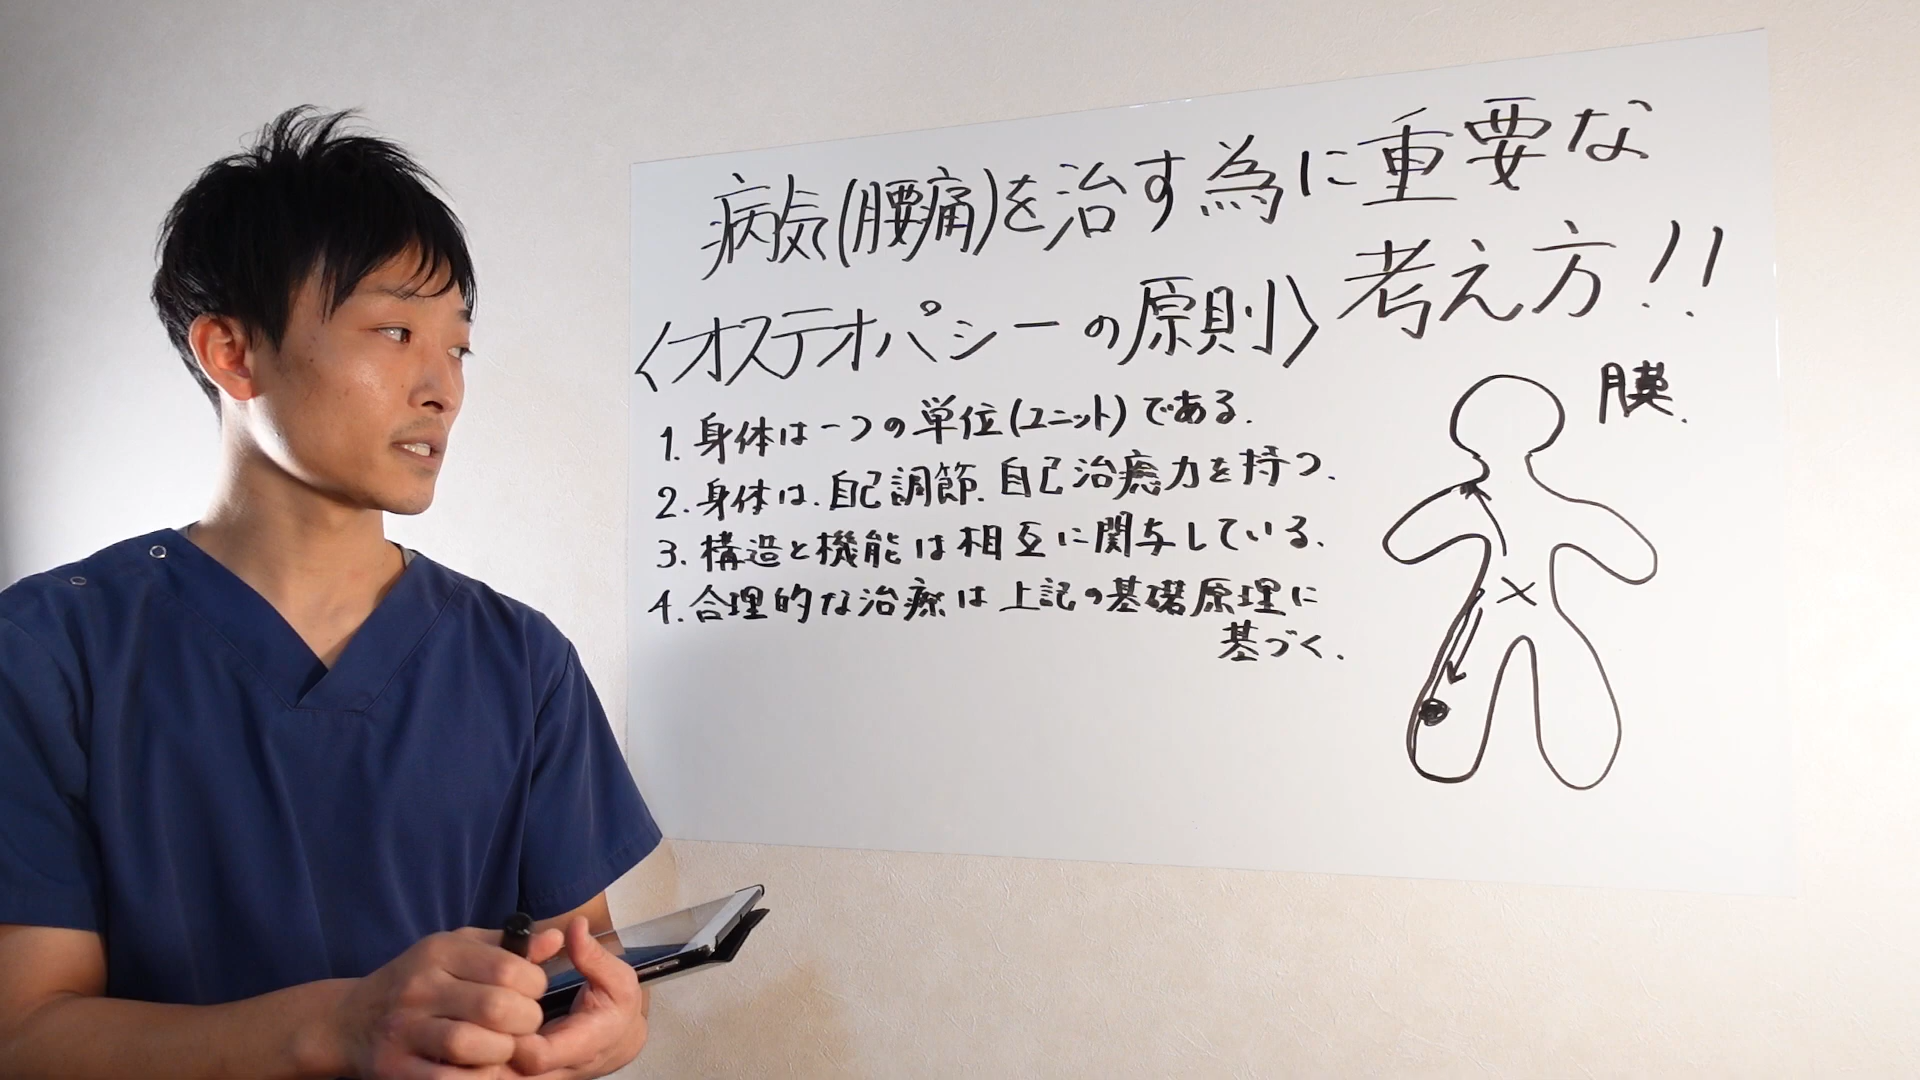 病気(腰痛)を治す為に重要な
考え方!!
〈オステオパシーの原則〉
1. 身体は一つの単位(ユニット)である.
2. 身体は.自己調節.自己治癒力を持つ.
3. 構造と機能は相互に関与している.
4. 合理的な治療は上記の基礎原理に
基づく.
膜.